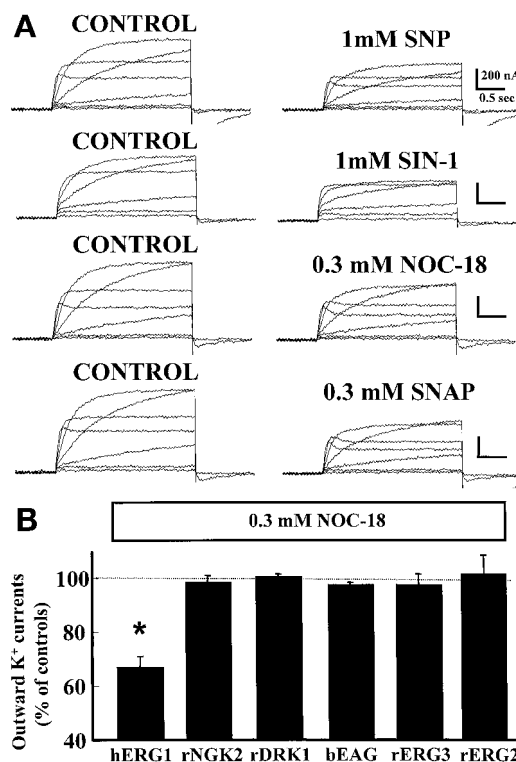 A
CONTROL
1mM SNP
200 nA
0.5 sec
CONTROL
1mM SIN-1
CONTROL
0.3 mM NOC-18
CONTROL
0.3 mM SNAP
B
0.3 mM NOC-18
Outward K⁺ currents
(% of controls)
100
80
60
40
*
hERG1 rNGK2 rDRK1 bEAG rERG3 rERG2